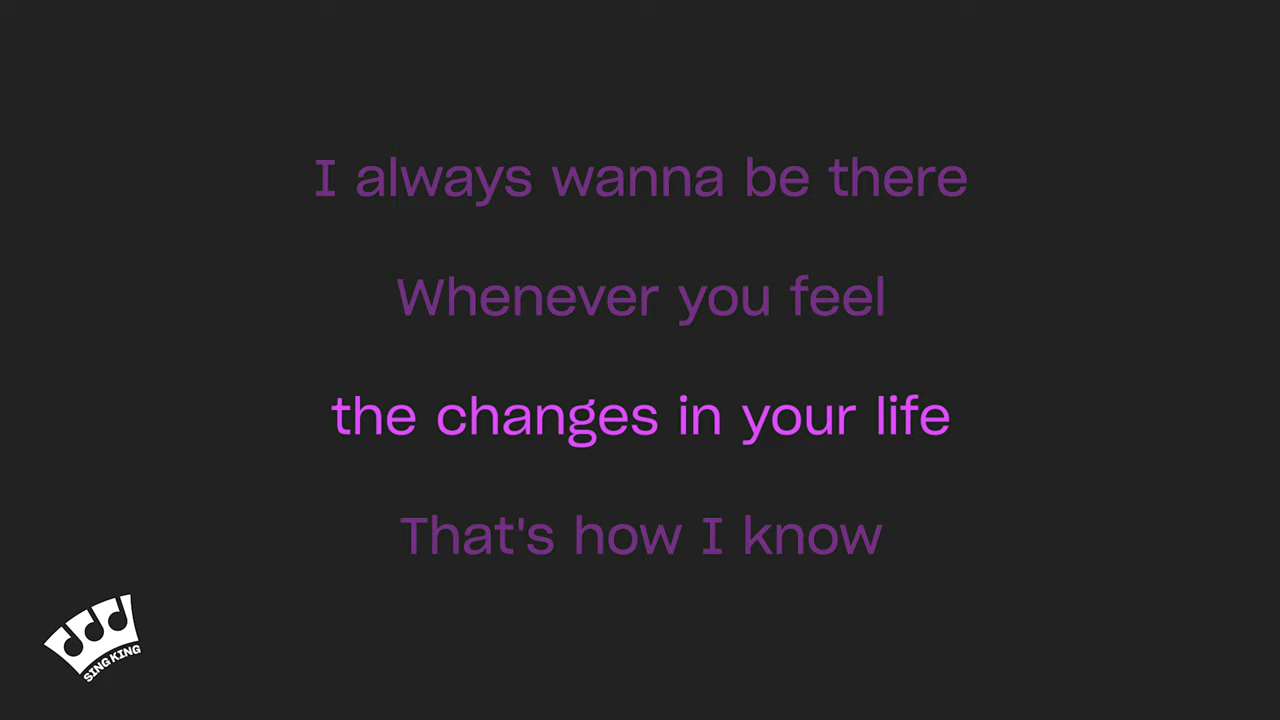 I always wanna be there
Whenever you feel
the changes in your life
That's how I know
SING KING